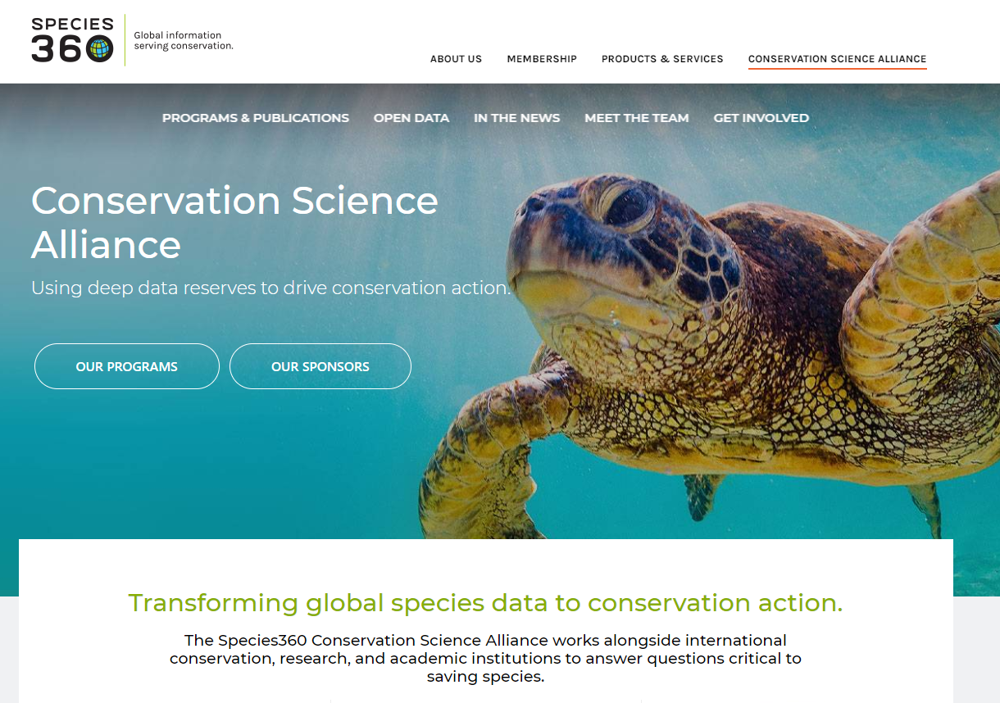 SPECIES
360
Global information
serving conservation.
ABOUT US
MEMBERSHIP
PRODUCTS & SERVICES
CONSERVATION SCIENCE ALLIANCE
PROGRAMS & PUBLICATIONS
OPEN DATA
IN THE NEWS
MEET THE TEAM
GET INVOLVED
Conservation Science
Alliance
Using deep data reserves to drive conservation action.
OUR PROGRAMS
OUR SPONSORS
Transforming global species data to conservation action.
The Species360 Conservation Science Alliance works alongside international
conservation, research, and academic institutions to answer questions critical to
saving species.